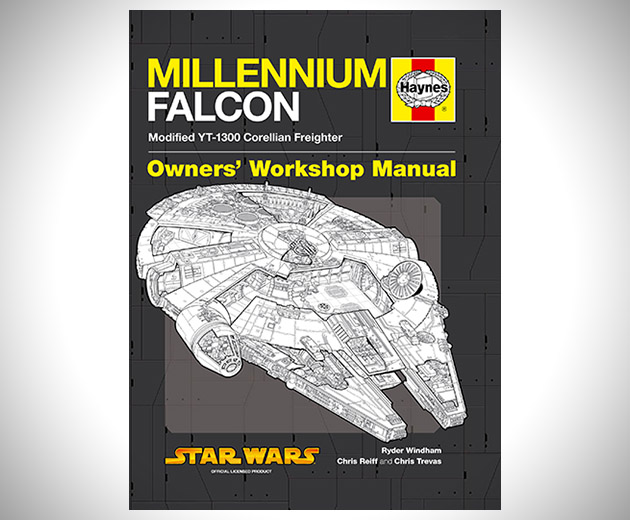 MILLENNIUM
FALCON
Haynes
®
Modified YT-1300 Corellian Freighter
Owners' Workshop Manual
STAR WARS
OFFICIAL LICENSED PRODUCT
Ryder Windham
Chris Reiff and Chris Trevas